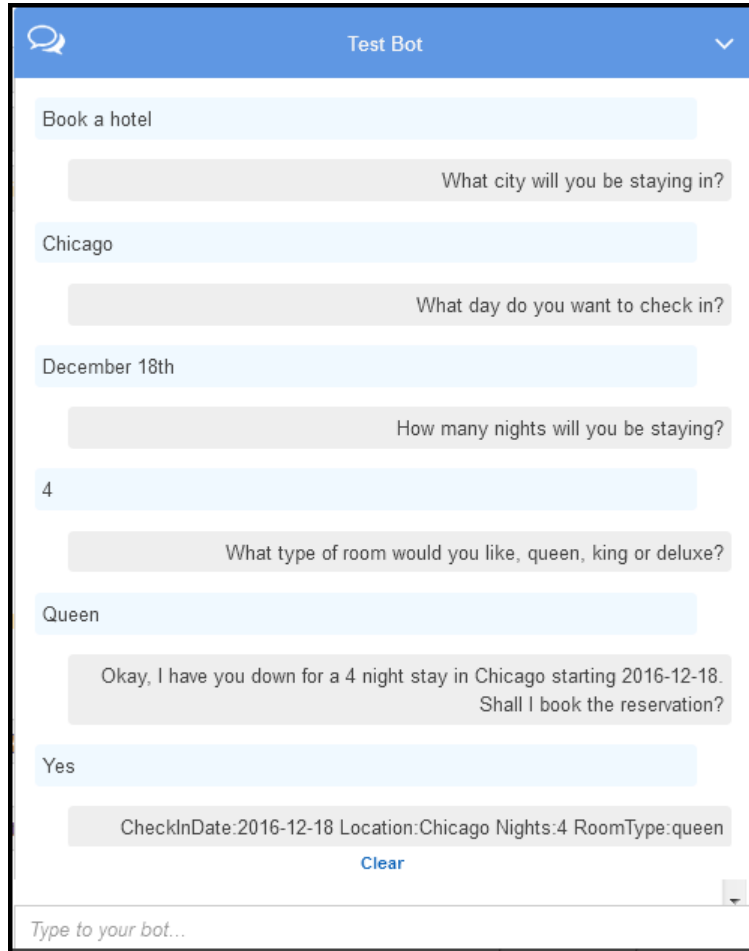 Test Bot
Book a hotel
What city will you be staying in?
Chicago
What day do you want to check in?
December 18th
How many nights will you be staying?
4
What type of room would you like, queen, king or deluxe?
Queen
Okay, I have you down for a 4 night stay in Chicago starting 2016-12-18.
Shall I book the reservation?
Yes
CheckInDate:2016-12-18 Location:Chicago Nights:4 RoomType:queen
Clear
Type to your bot...